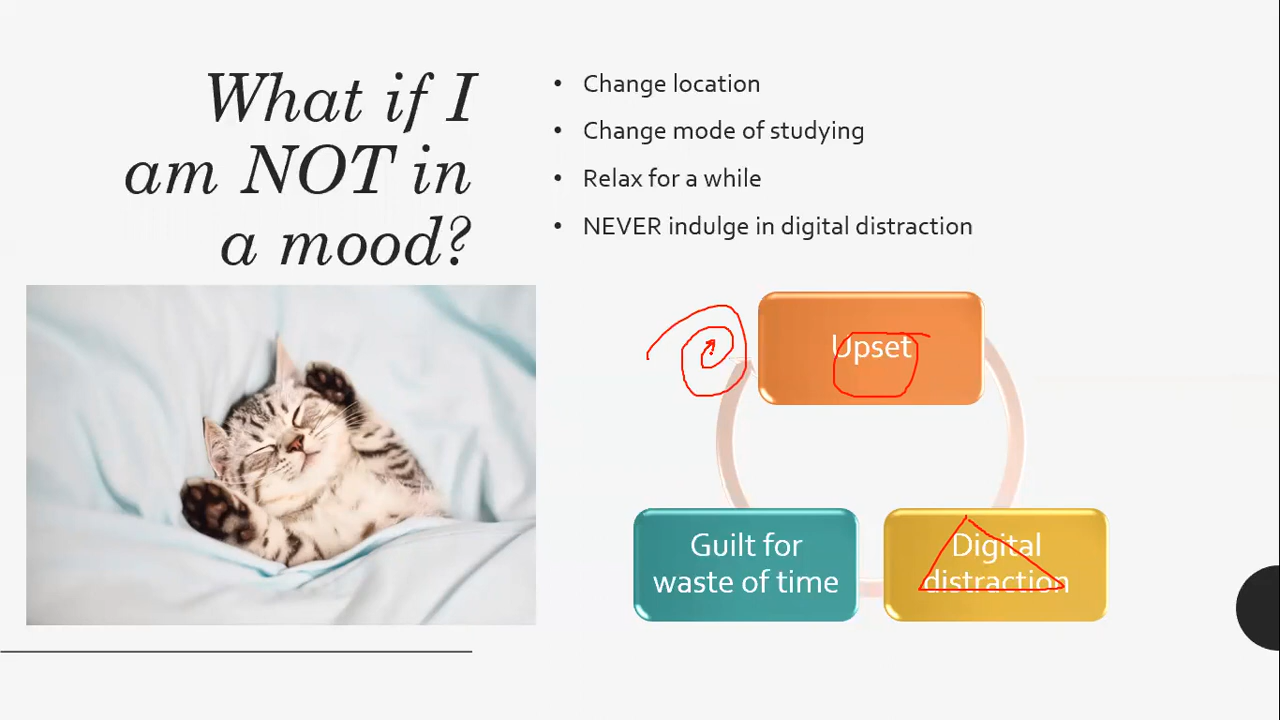 What if I
am NOT in
a mood?
• Change location
• Change mode of studying
• Relax for a while
• NEVER indulge in digital distraction
Upset
Guilt for
waste of time
Digital
distraction